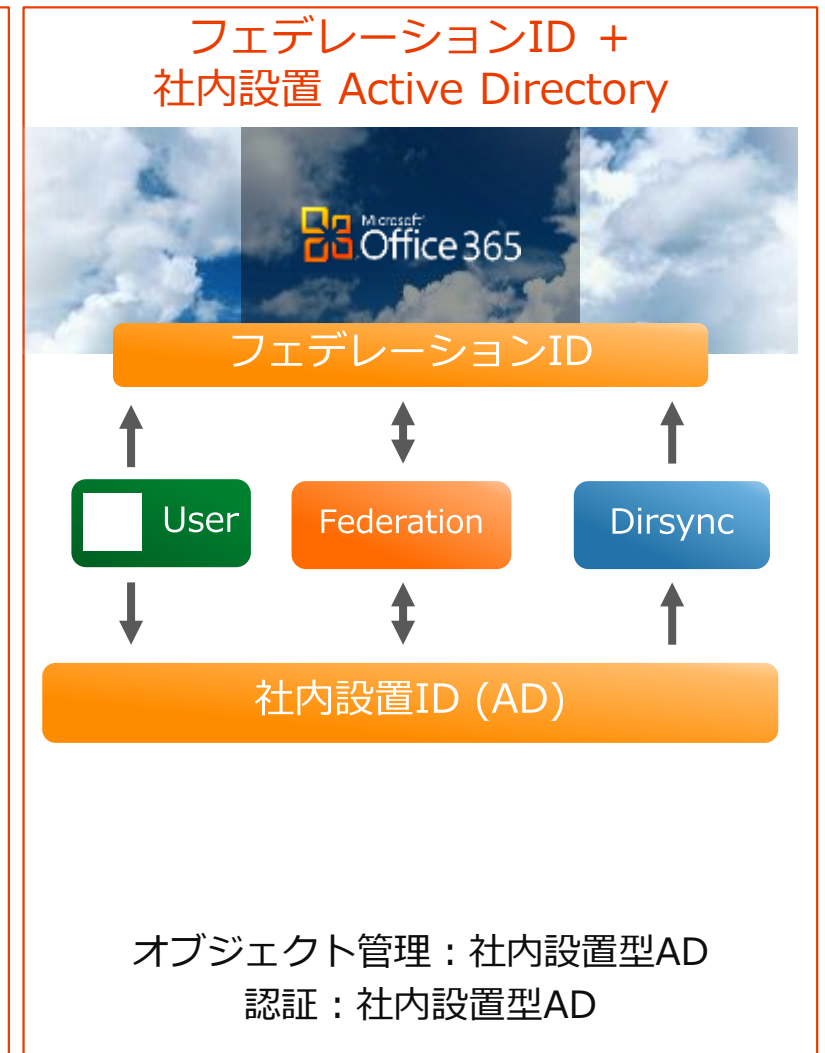 フェデレーションID ＋
社内設置 Active Directory
Microsoft
Office 365
フェデレーションID
User
Federation
Dirsync
社内設置ID (AD)
オブジェクト管理：社内設置型AD
認証：社内設置型AD